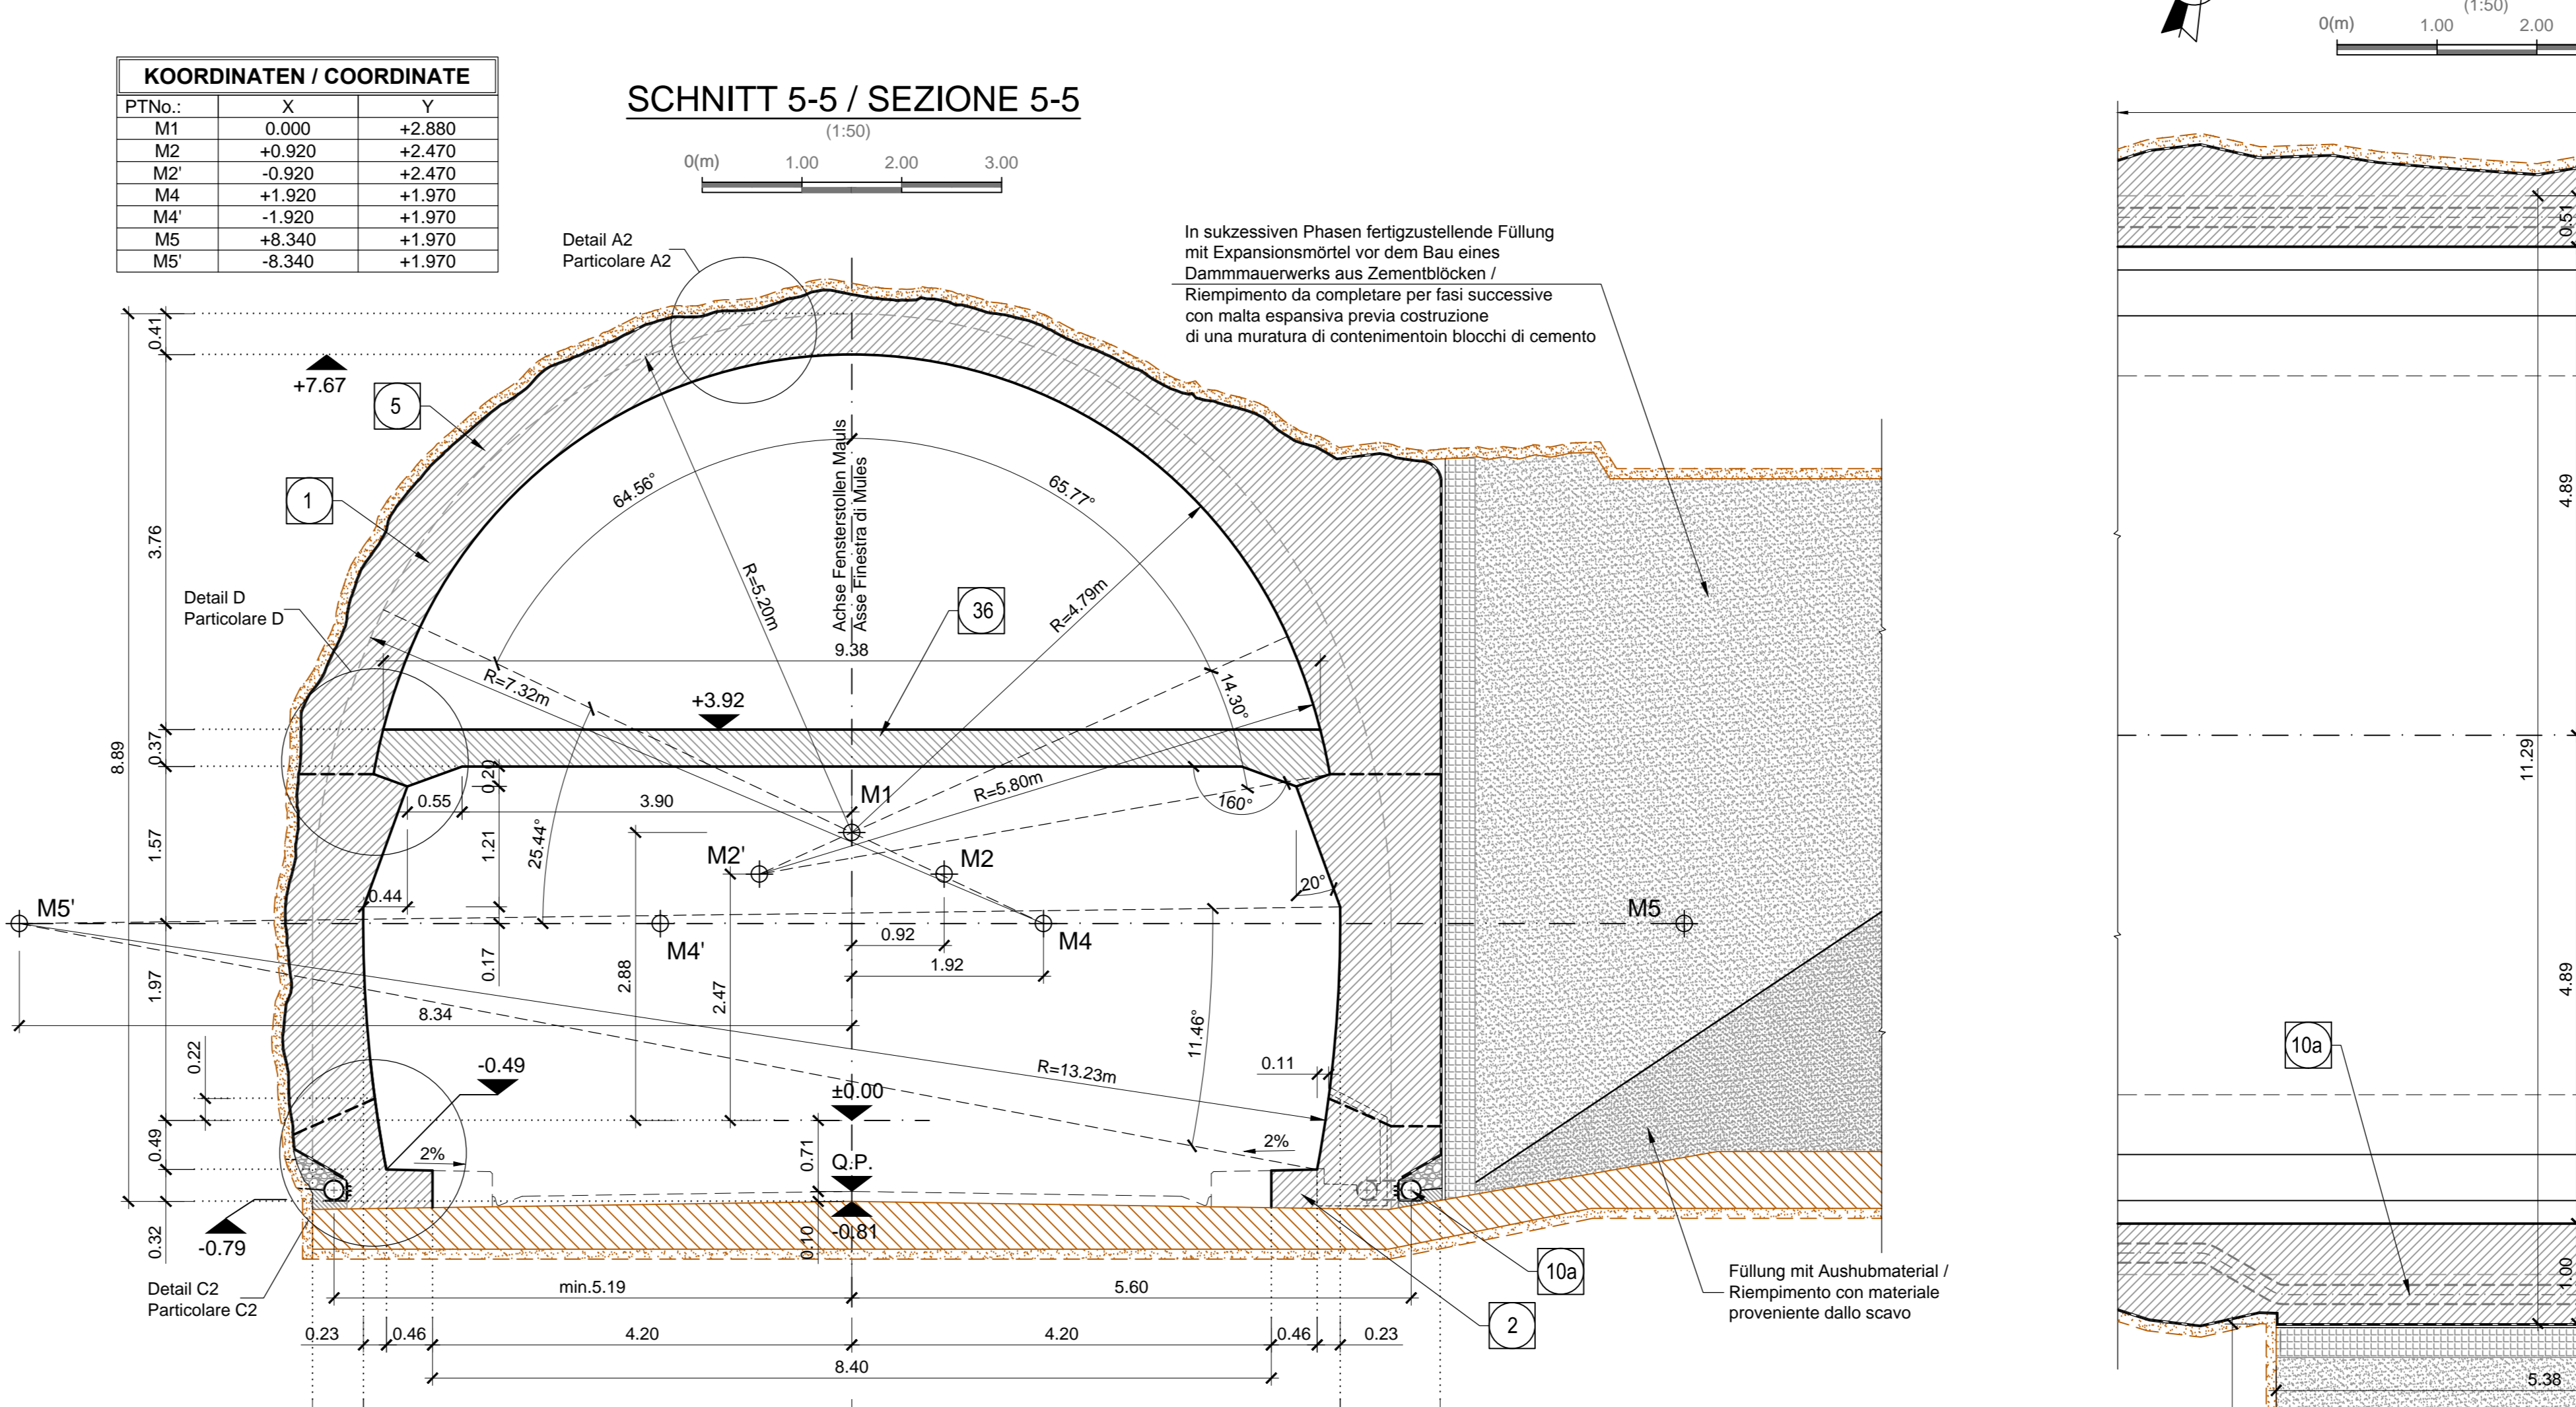 KOORDINATEN / COORDINATE
PTNo.: X Y
M1 0.000 +2.880
M2 +0.920 +2.470
M2' -0.920 +2.470
M4 +1.920 +1.970
M4' -1.920 +1.970
M5 +8.340 +1.970
M5' -8.340 +1.970
SCHNITT 5-5 / SEZIONE 5-5
(1:50)
0(m) 1.00 2.00 3.00
Detail A2
Particolare A2
In sukzessiven Phasen fertigzustellende Füllung
mit Expansionsmörtel vor dem Bau eines
Dammmauerwerks aus Zementblöcken /
Riempimento da completare per fasi successive
con malta espansiva previa costruzione
di una muratura di contenimentoin blocchi di cemento
0.41
+7.67
5
1
3.76
8.89
64.56°
65.77°
Achse Fensterstollen Mauls
Asse Finestra di Mules
R=5.20m
R=4.79m
36
Detail D
Particolare D
9.38
R=7.32m
14.30°
+3.92
0.37
0.20
0.55
3.90
M1
R=5.80m
160°
1.57
1.21
25.44°
M2'
M2
20°
0.44
M5'
M4'
M4
M5
0.92
1.92
0.17
2.88
2.47
1.97
8.34
11.46°
0.22
-0.49
R=13.23m
0.11
±0.00
0.49
2%
0.71
Q.P.
2%
0.32
-0.79
0.10
-0.81
Detail C2
Particolare C2
min.5.19
5.60
10a
2
Füllung mit Aushubmaterial /
Riempimento con materiale
proveniente dallo scavo
0.23 0.46 4.20 4.20 0.46 0.23
8.40
(1:50)
0(m) 1.00 2.00
0.51
4.89
11.29
4.89
10a
1.00
5.38